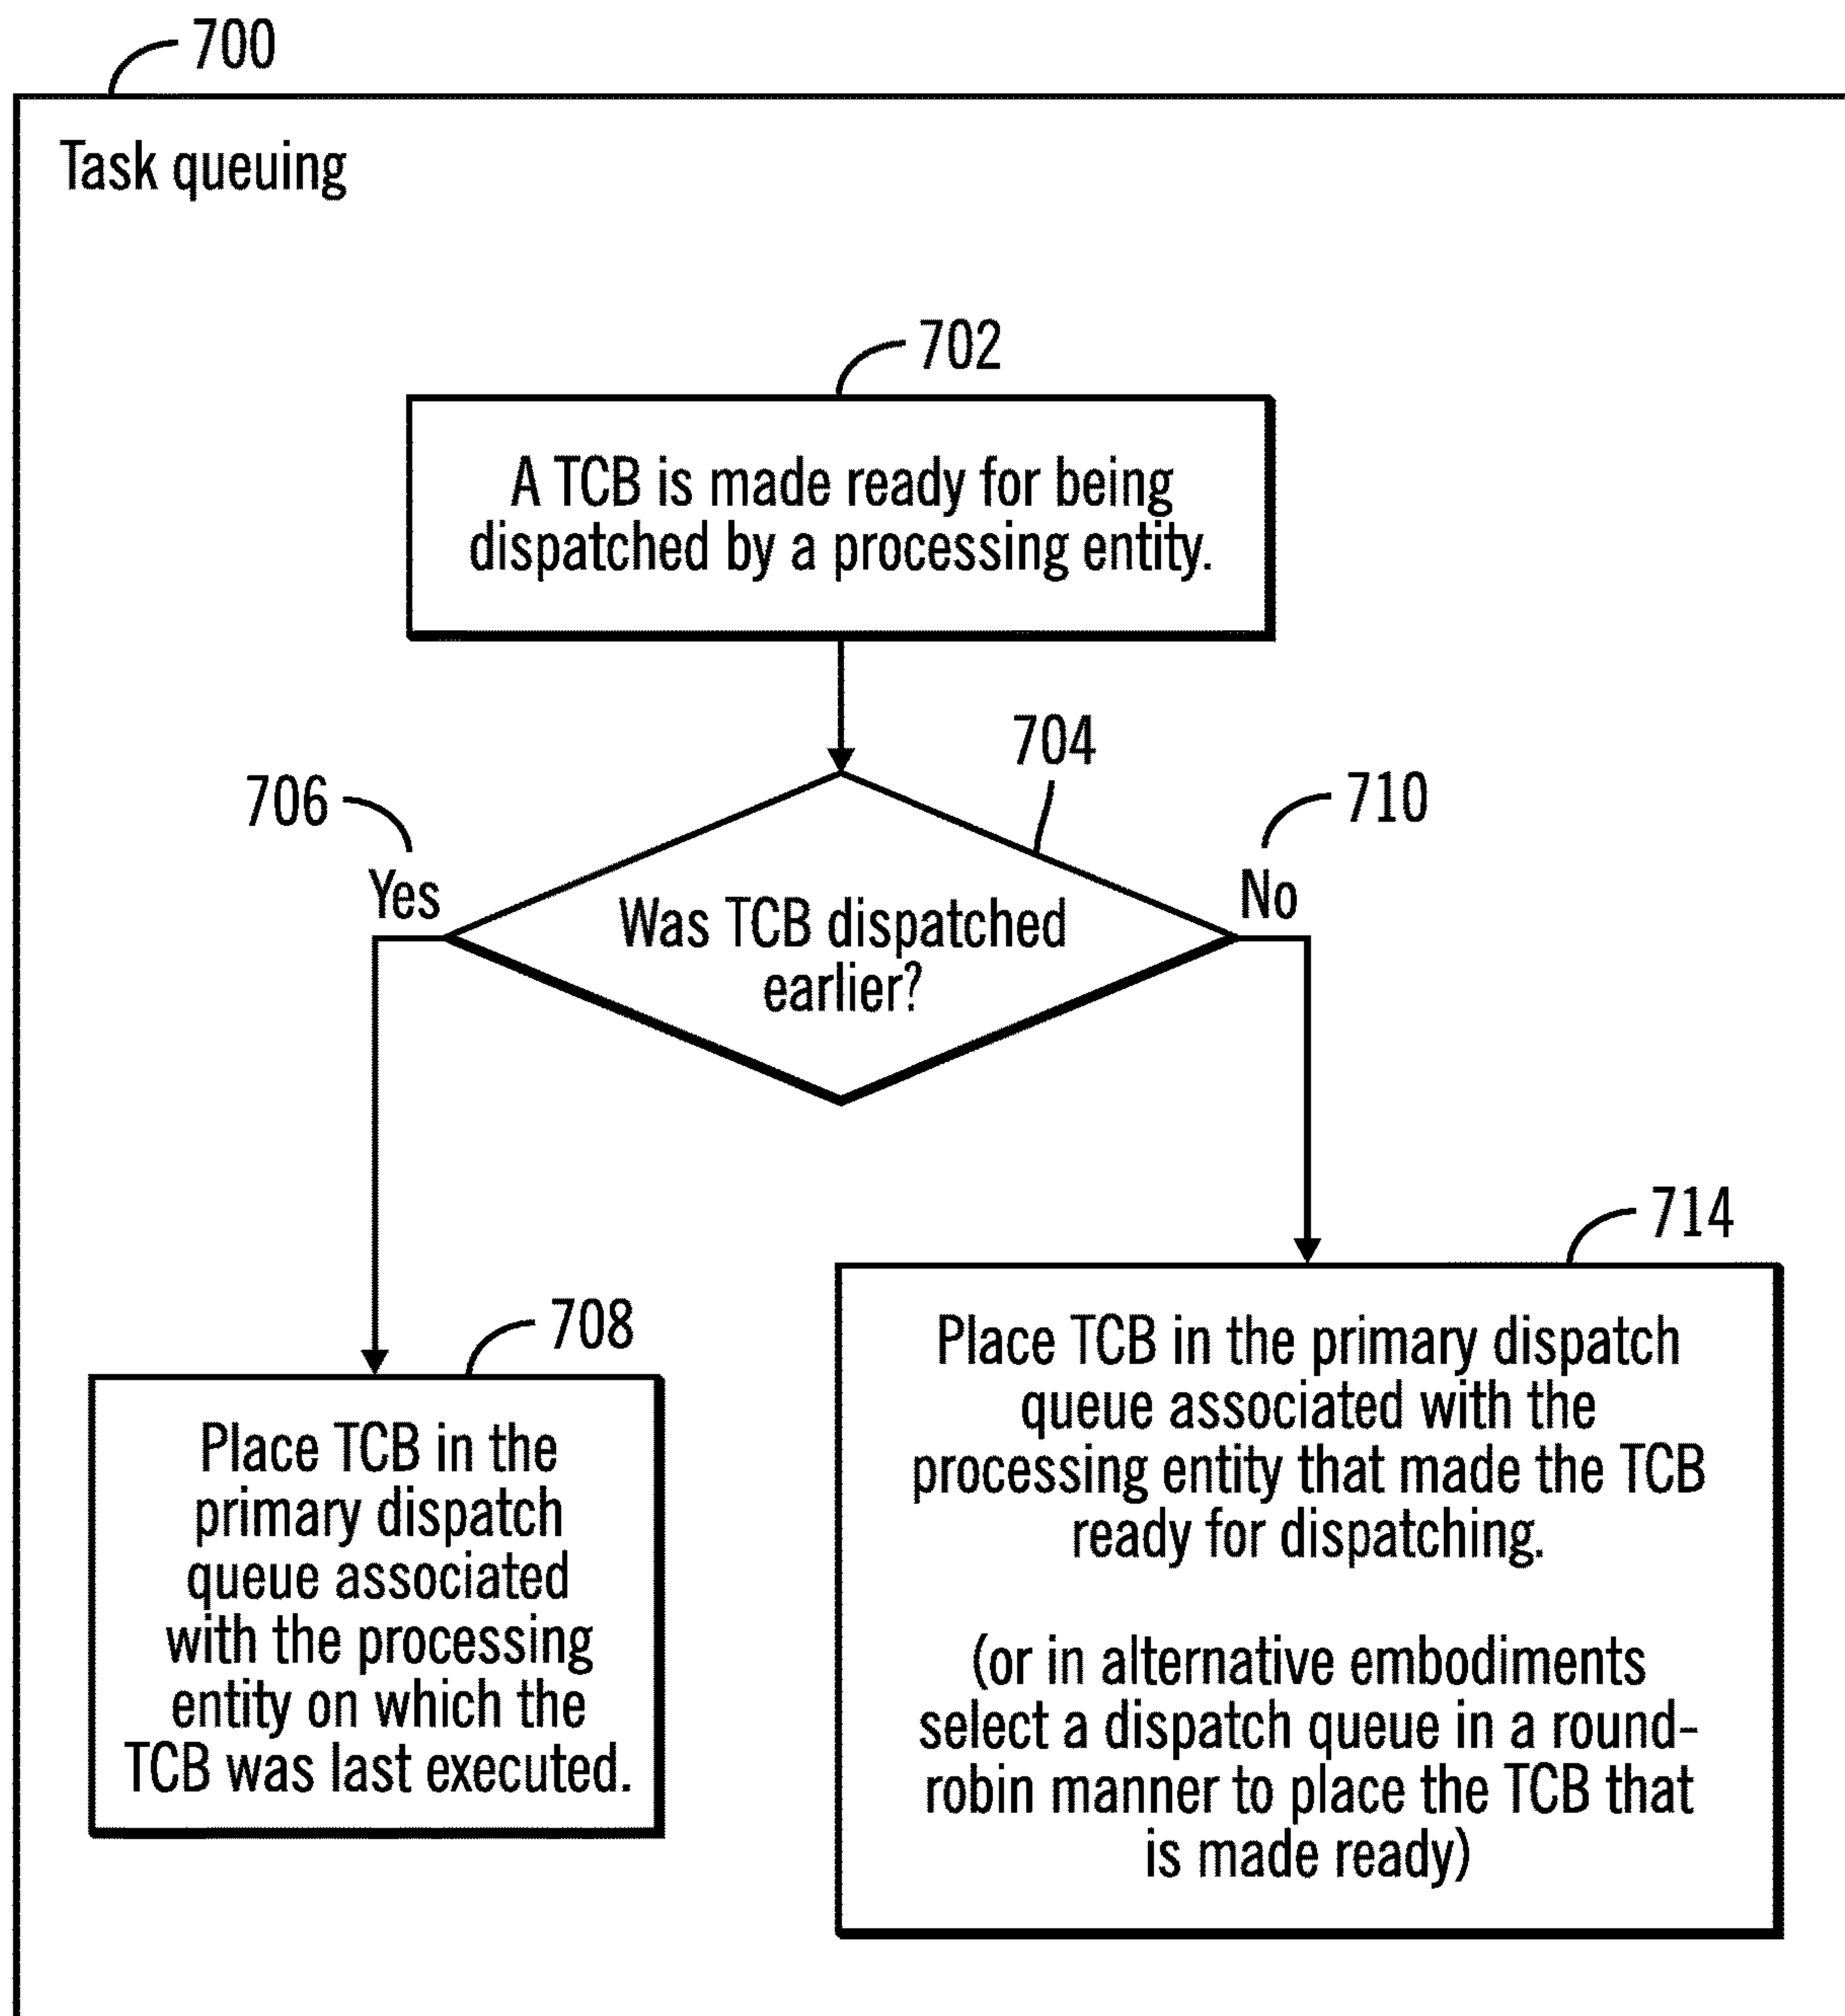 700
Task queuing
702
A TCB is made ready for being
dispatched by a processing entity.
704
706
710
Yes
No
Was TCB dispatched
earlier?
708
Place TCB in the
primary dispatch
queue associated
with the processing
entity on which the
TCB was last executed.
714
Place TCB in the primary dispatch
queue associated with the
processing entity that made the TCB
ready for dispatching.
(or in alternative embodiments
select a dispatch queue in a round-
robin manner to place the TCB that
is made ready)